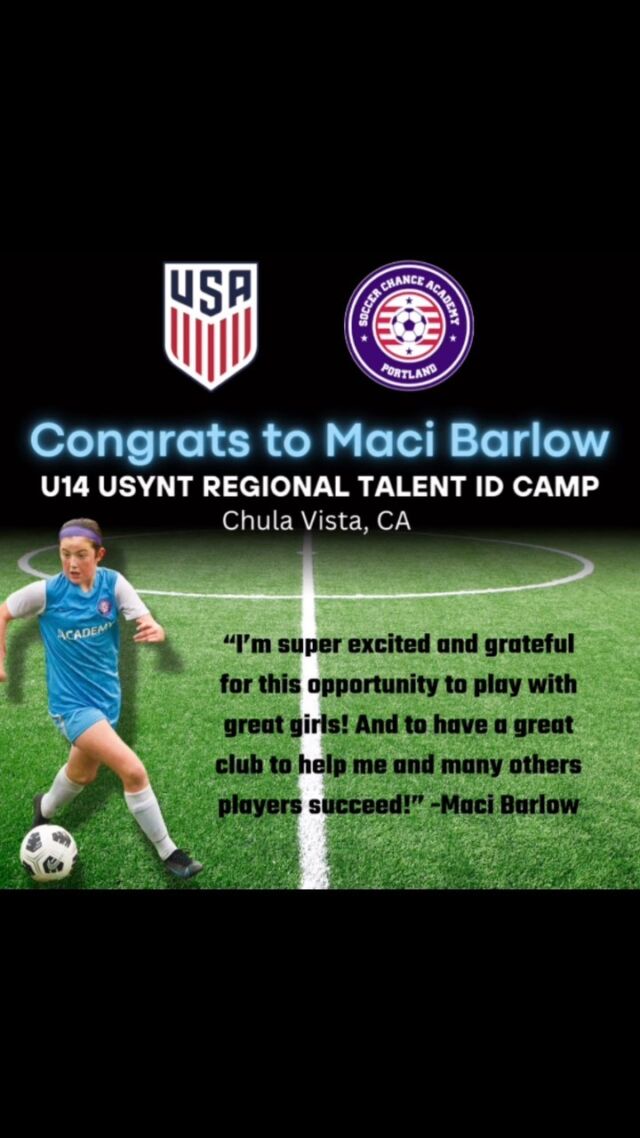 USA
SOCCER CHANCE ACADEMY
PORTLAND
Congrats to Maci Barlow
U14 USYNT REGIONAL TALENT ID CAMP
Chula Vista, CA
ACADEMY
“I’m super excited and grateful
for this opportunity to play with
great girls! And to have a great
club to help me and many others
players succeed!” -Maci Barlow